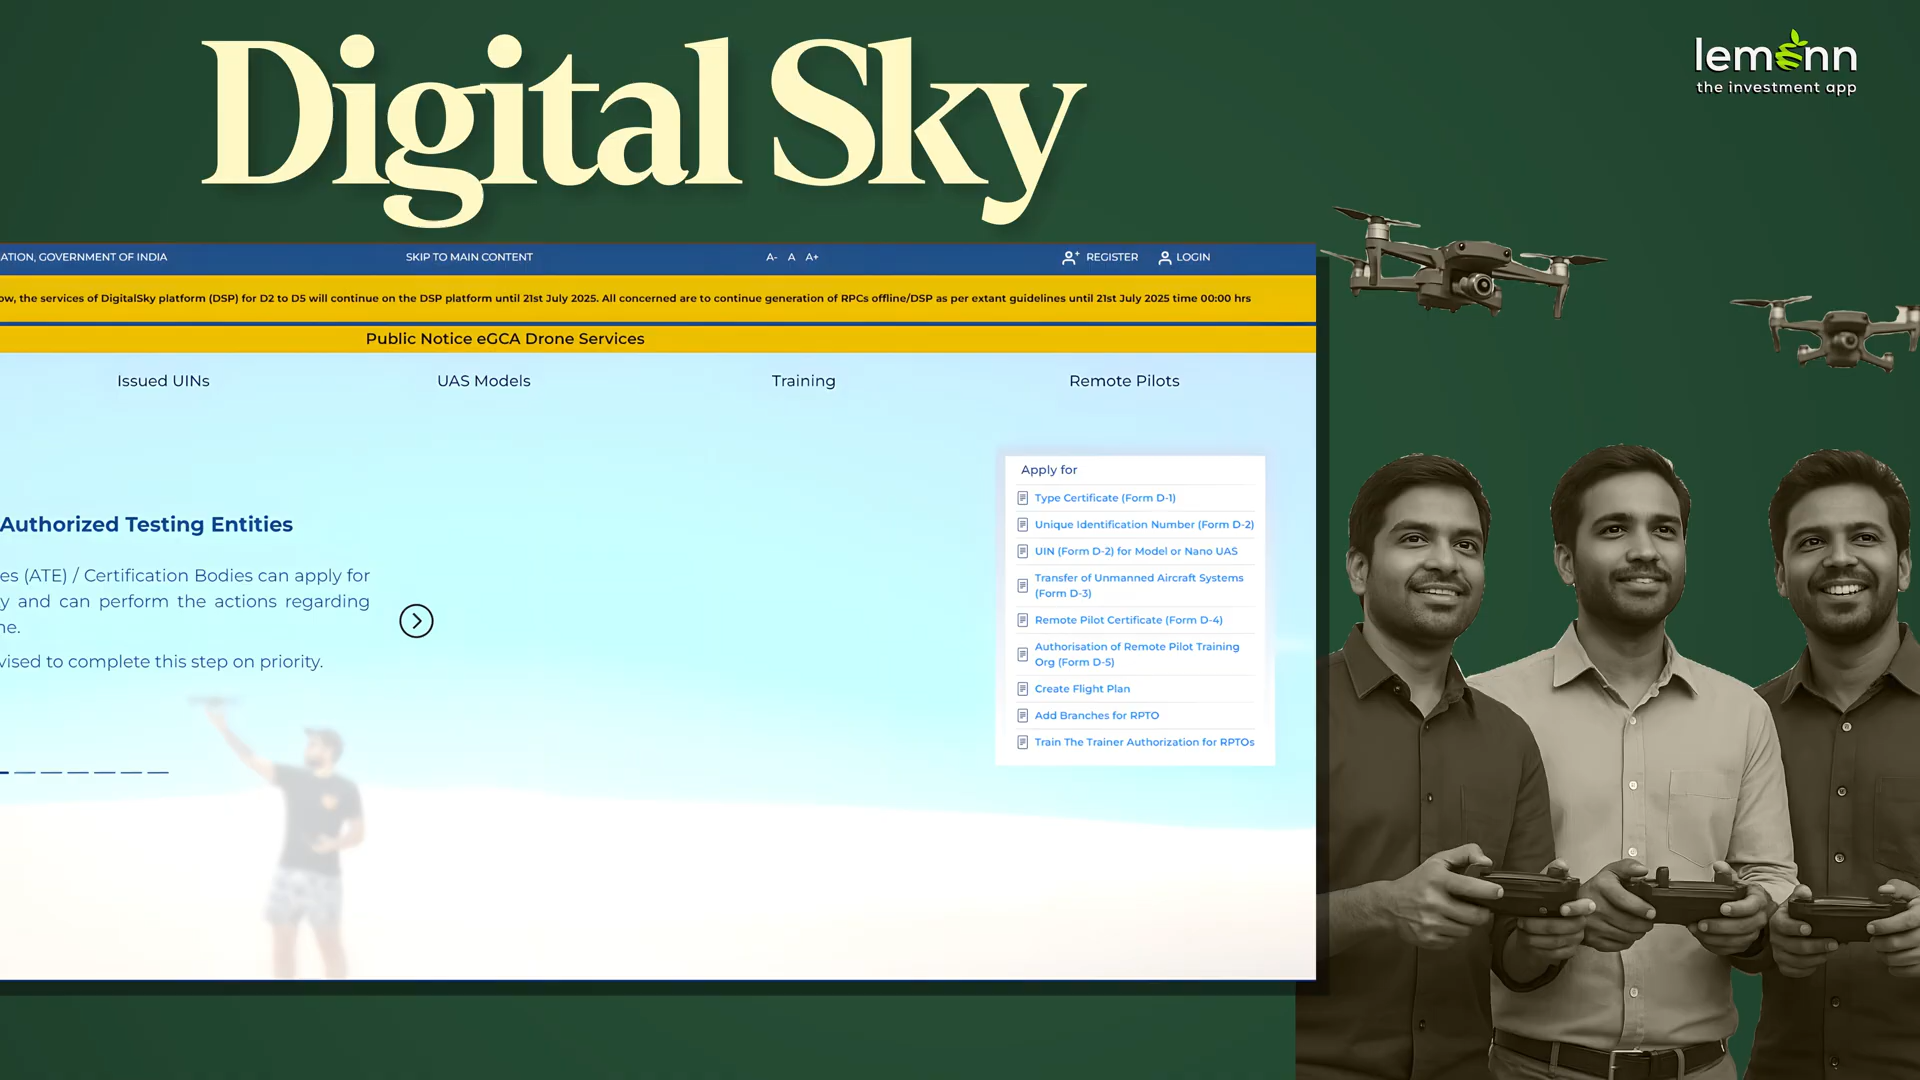 Digital Sky
lemonn
the investment app
ATION, GOVERNMENT OF INDIA
SKIP TO MAIN CONTENT
A- A A+
REGISTER
LOGIN
ow, the services of DigitalSky platform (DSP) for D2 to D5 will continue on the DSP platform until 21st July 2025. All concerned are to continue generation of RPCs offline/DSP as per extant guidelines until 21st July 2025 time 00:00 hrs
Public Notice eGCA Drone Services
Issued UINs
UAS Models
Training
Remote Pilots
Authorized Testing Entities
es (ATE) / Certification Bodies can apply for
y and can perform the actions regarding
ne.
vised to complete this step on priority.
Apply for
Type Certificate (Form D-1)
Unique Identification Number (Form D-2)
UIN (Form D-2) for Model or Nano UAS
Transfer of Unmanned Aircraft Systems
(Form D-3)
Remote Pilot Certificate (Form D-4)
Authorisation of Remote Pilot Training
Org (Form D-5)
Create Flight Plan
Add Branches for RPTO
Train The Trainer Authorization for RPTOs